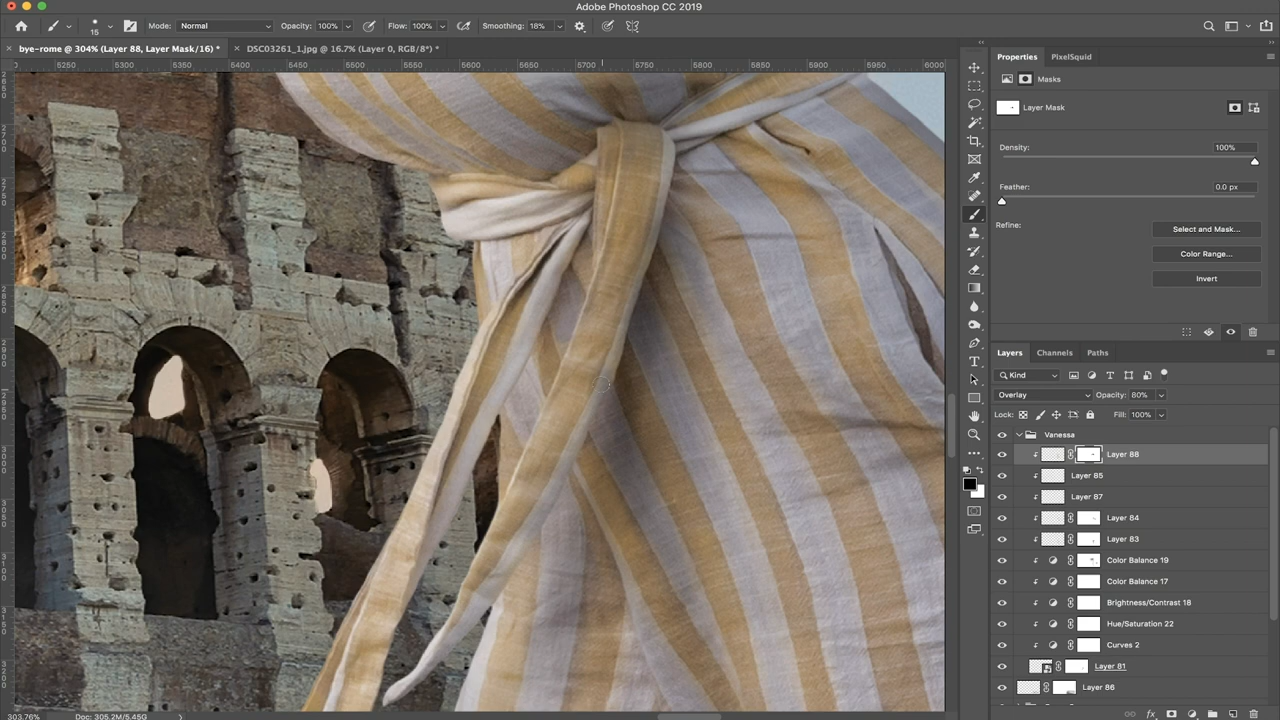 Adobe Photoshop CC 2019
15 Mode: Normal Opacity: 100% Flow: 100% Smoothing: 18%
× bye-rome @ 304% (Layer 88, Layer Mask/16) * × DSC03261_1.jpg @ 16.7% (Layer 0, RGB/8*) *
5250 5300 5350 5400 5450 5500 5550 5600 5650 5700 5750 5800 5850 5900 5950 6000
Properties PixelSquid
Masks
Layer Mask
Density: 100%
Feather: 0.0 px
Refine: Select and Mask...
Color Range...
Invert
Layers Channels Paths
Kind
Overlay Opacity: 80%
Lock: Fill: 100%
Vanessa
Layer 88
Layer 85
Layer 87
Layer 84
Layer 83
Color Balance 19
Color Balance 17
Brightness/Contrast 18
Hue/Saturation 22
Curves 2
Layer 81
Layer 86
303.76% Doc: 305.2M/5.45G
fx